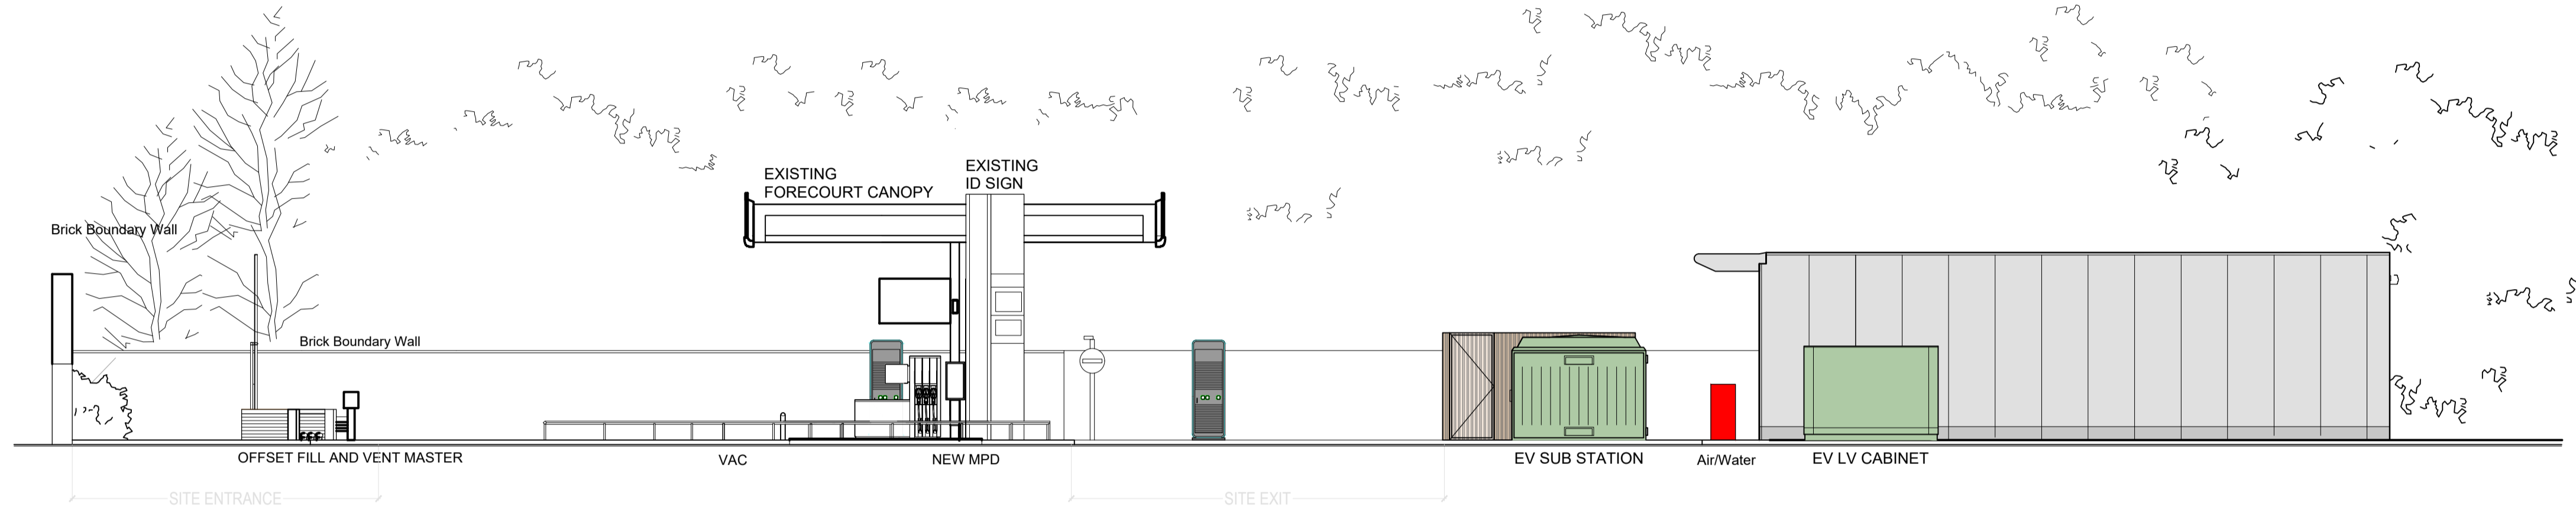 EXISTING
ID SIGN
EXISTING
FORECOURT CANOPY
Brick Boundary Wall
Brick Boundary Wall
OFFSET FILL AND VENT MASTER
VAC
NEW MPD
EV SUB STATION
Air/Water
EV LV CABINET
SITE ENTRANCE
SITE EXIT